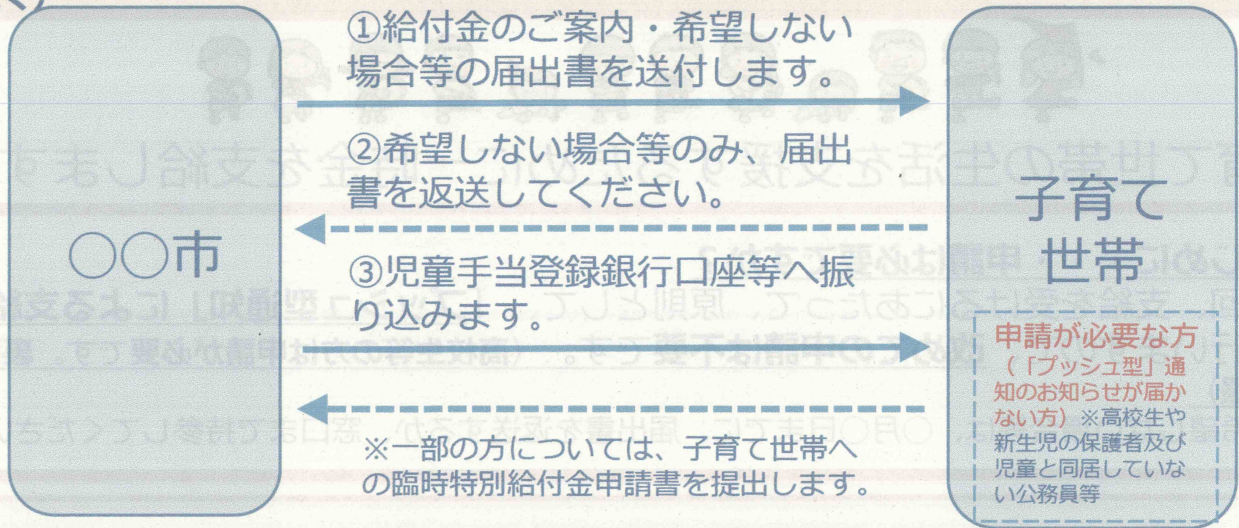 ①給付金のご案内・希望しない
場合等の届出書を送付します。
②希望しない場合等のみ、届出
書を返送してください。
③児童手当登録銀行口座等へ振
り込みます。
※一部の方については、子育て世帯へ
の臨時特別給付金申請書を提出します。
○○市
子育て
世帯
申請が必要な方
（「プッシュ型」通
知のお知らせが届か
ない方）※高校生や
新生児の保護者及び
児童と同居していな
い公務員等